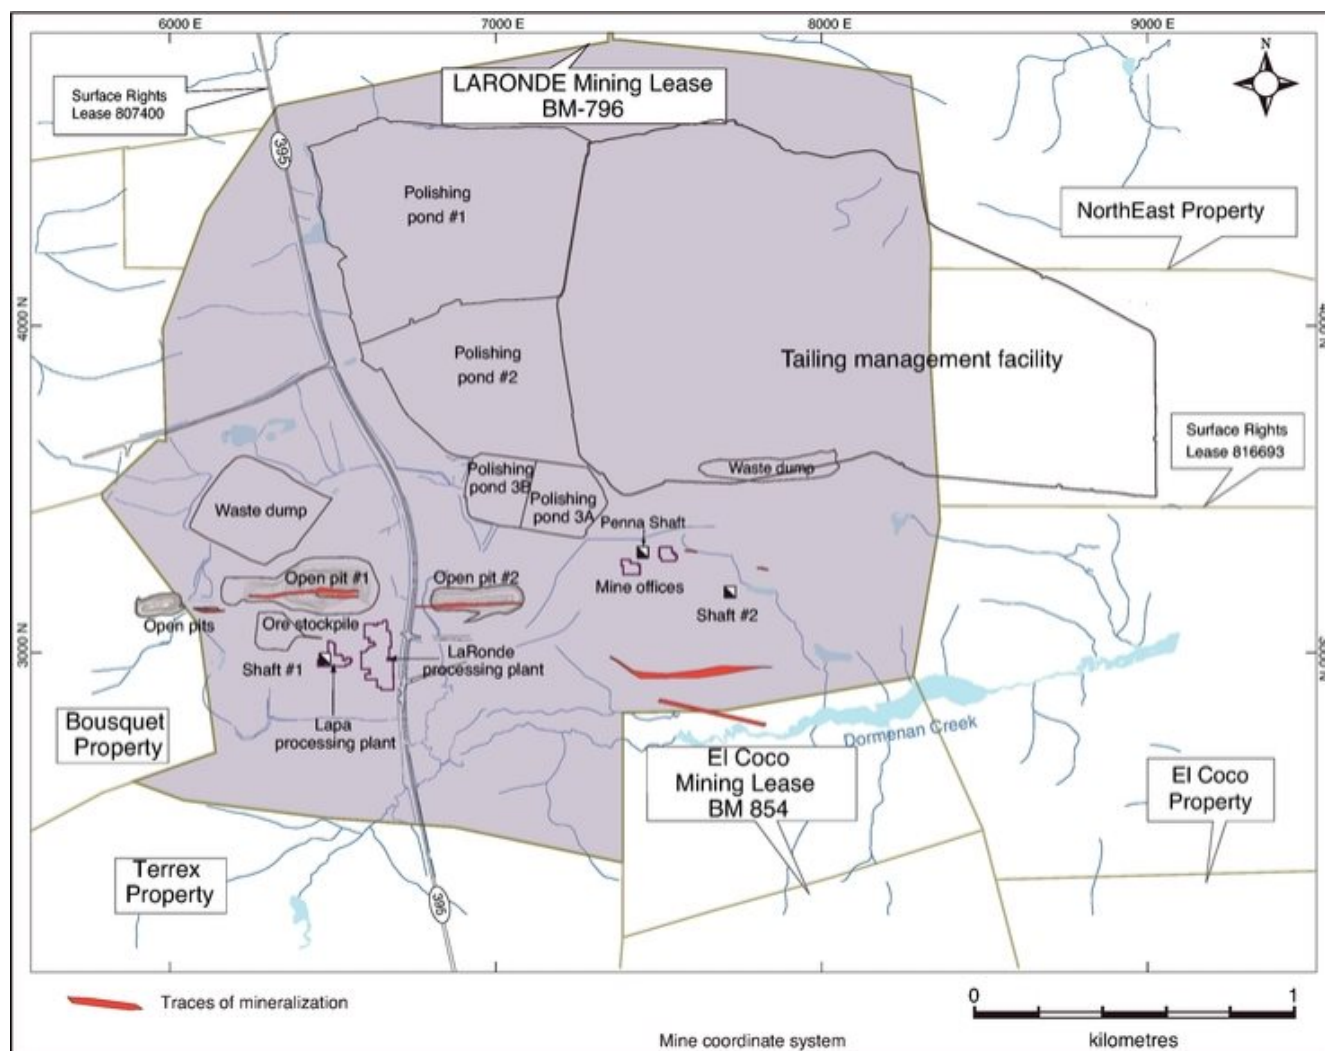 6000 E
7000 E
8000 E
9000 E
N
Surface Rights
Lease 807400
LARONDE Mining Lease
BM-796
395
Polishing
pond #1
NorthEast Property
4000 N
4000 N
Polishing
pond #2
Tailing management facility
Surface Rights
Lease 816693
Polishing
pond 3B
Waste dump
Polishing
pond 3A
Waste dump
Penna Shaft
Open pit #1
Open pit #2
Mine offices
Shaft #2
Open pits
Ore stockpile
3000 N
3000 N
LaRonde
processing plant
Shaft #1
Lapa
processing plant
Bousquet
Property
Dormenan Creek
El Coco
Mining Lease
BM 854
El Coco
Property
Terrex
Property
395
Traces of mineralization
0
1
Mine coordinate system
kilometres